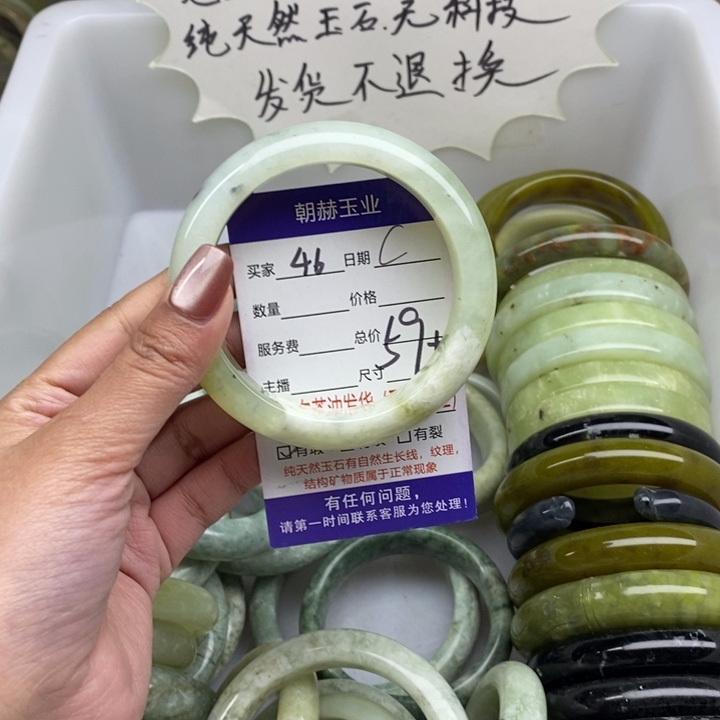 纯天然玉石.无科技
发货不退换
朝赫玉业
买家 46 日期 C
数量 价格
服务费 总价 59+
主播 尺寸
有瑕 有裂
纯天然玉石有自然生长线，纹理，
结构矿物质属于正常现象
有任何问题，
请第一时间联系客服为您处理！